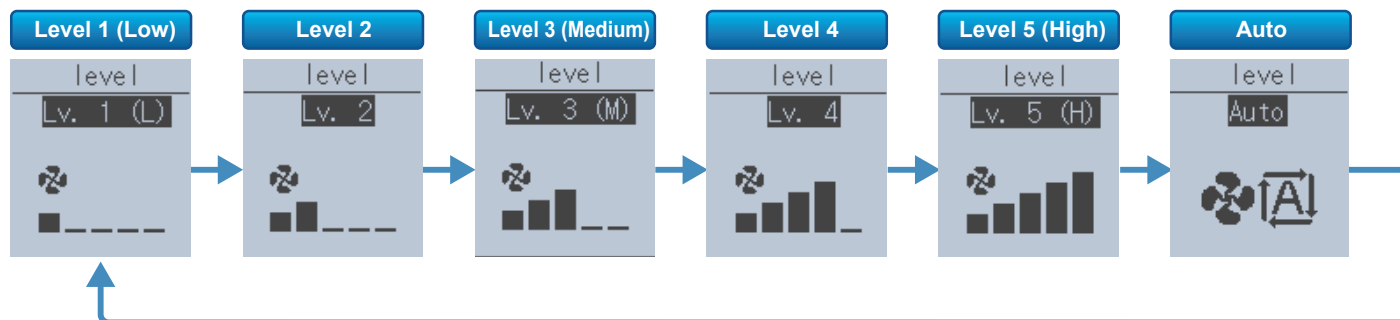 Level 1 (Low)
level
Lv. 1 (L)
Level 2
level
Lv. 2
Level 3 (Medium)
level
Lv. 3 (M)
Level 4
level
Lv. 4
Level 5 (High)
level
Lv. 5 (H)
Auto
level
Auto
A